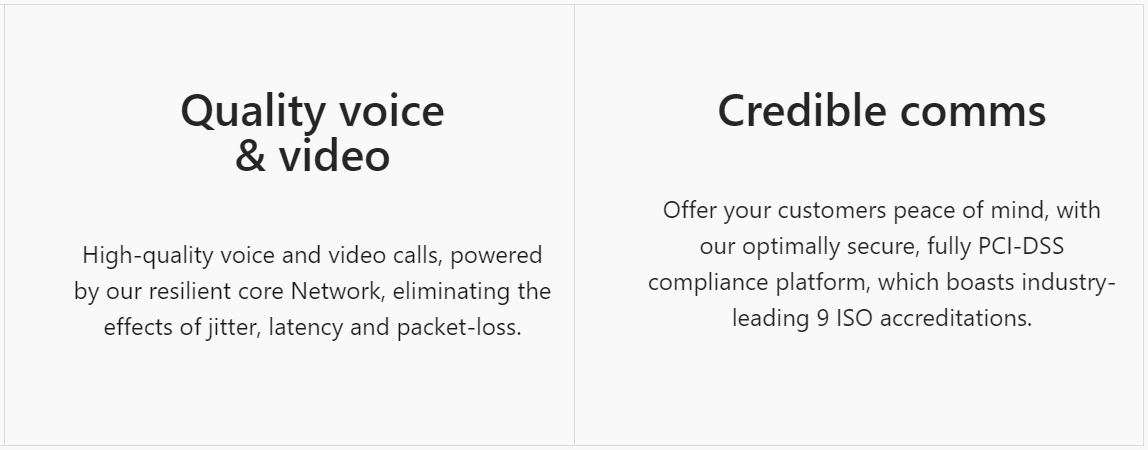 Quality voice
& video
High-quality voice and video calls, powered
by our resilient core Network, eliminating the
effects of jitter, latency and packet-loss.
Credible comms
Offer your customers peace of mind, with
our optimally secure, fully PCI-DSS
compliance platform, which boasts industry-
leading 9 ISO accreditations.